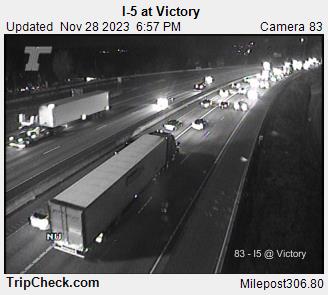 I-5 at Victory
Updated Nov 28 2023 6:57 PM Camera 83
T
NW
83 - I5 @ Victory
TripCheck.com Milepost306.80